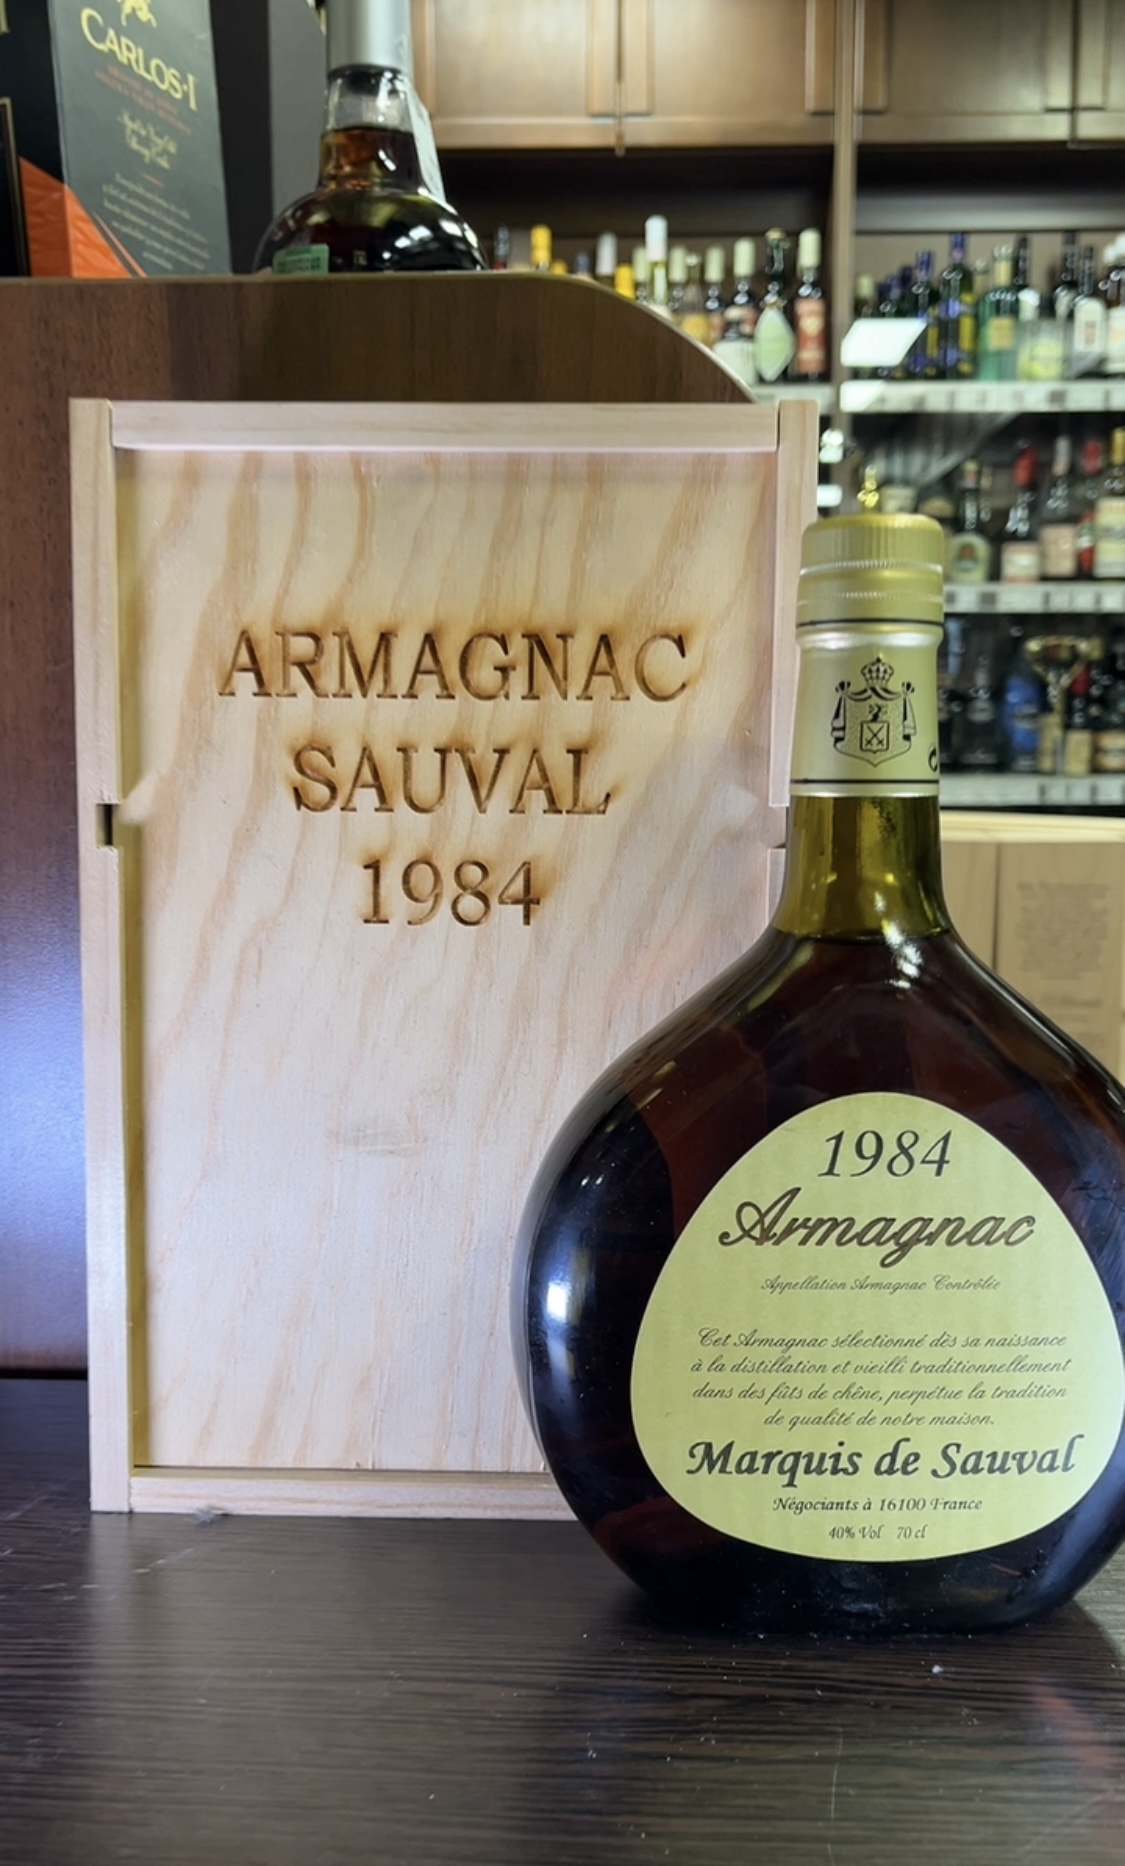 CARLOS·I
ARMAGNAC
SAUVAL
1984
1984
Armagnac
Appellation Armagnac Contrôlée
Cet Armagnac sélectionné dès sa naissance
à la distillation et vieilli traditionnellement
dans des fûts de chêne, perpétue la tradition
de qualité de notre maison.
Marquis de Sauval
Négociants à 16100 France
40% Vol 70 cl